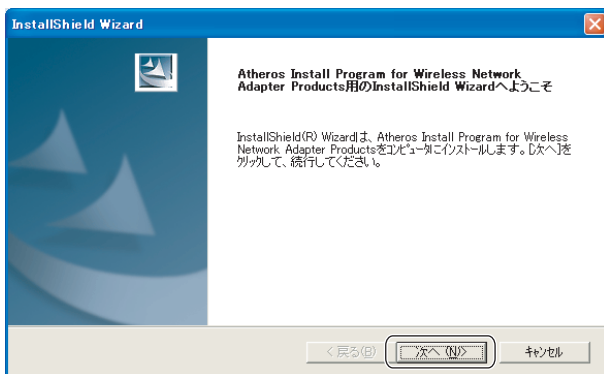 InstallShield Wizard
Atheros Install Program for Wireless Network
Adapter Products用のInstallShield Wizardへようこそ
InstallShield(R) Wizardは、Atheros Install Program for Wireless
Network Adapter Productsをコンピュータにインストールします。[次へ]を
クリックして、続行してください。
< 戻る(B)
次へ(N)>
キャンセル